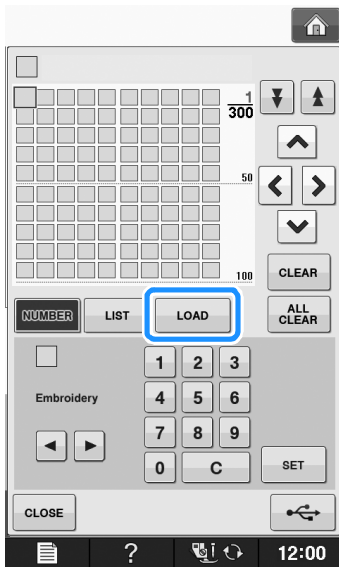 1
300
50
100
CLEAR
NUMBER LIST LOAD ALL CLEAR
1 2 3
Embroidery 4 5 6
7 8 9
0 C SET
CLOSE
? 12:00